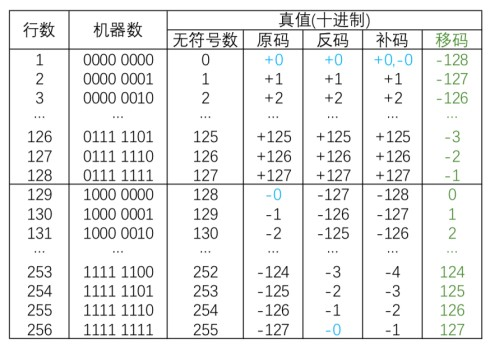 行数 机器数 真值(十进制)
无符号数 原码 反码 补码 移码
1 0000 0000 0 +0 +0 +0,-0 -128
2 0000 0001 1 +1 +1 +1 -127
3 0000 0010 2 +2 +2 +2 -126
... ... ... ... ... ... ...
126 0111 1101 125 +125 +125 +125 -3
127 0111 1110 126 +126 +126 +126 -2
128 0111 1111 127 +127 +127 +127 -1
129 1000 0000 128 -0 -127 -128 0
130 1000 0001 129 -1 -126 -127 1
131 1000 0010 130 -2 -125 -126 2
... ... ... ... ... ... ...
253 1111 1100 252 -124 -3 -4 124
254 1111 1101 253 -125 -2 -3 125
255 1111 1110 254 -126 -1 -2 126
256 1111 1111 255 -127 -0 -1 127